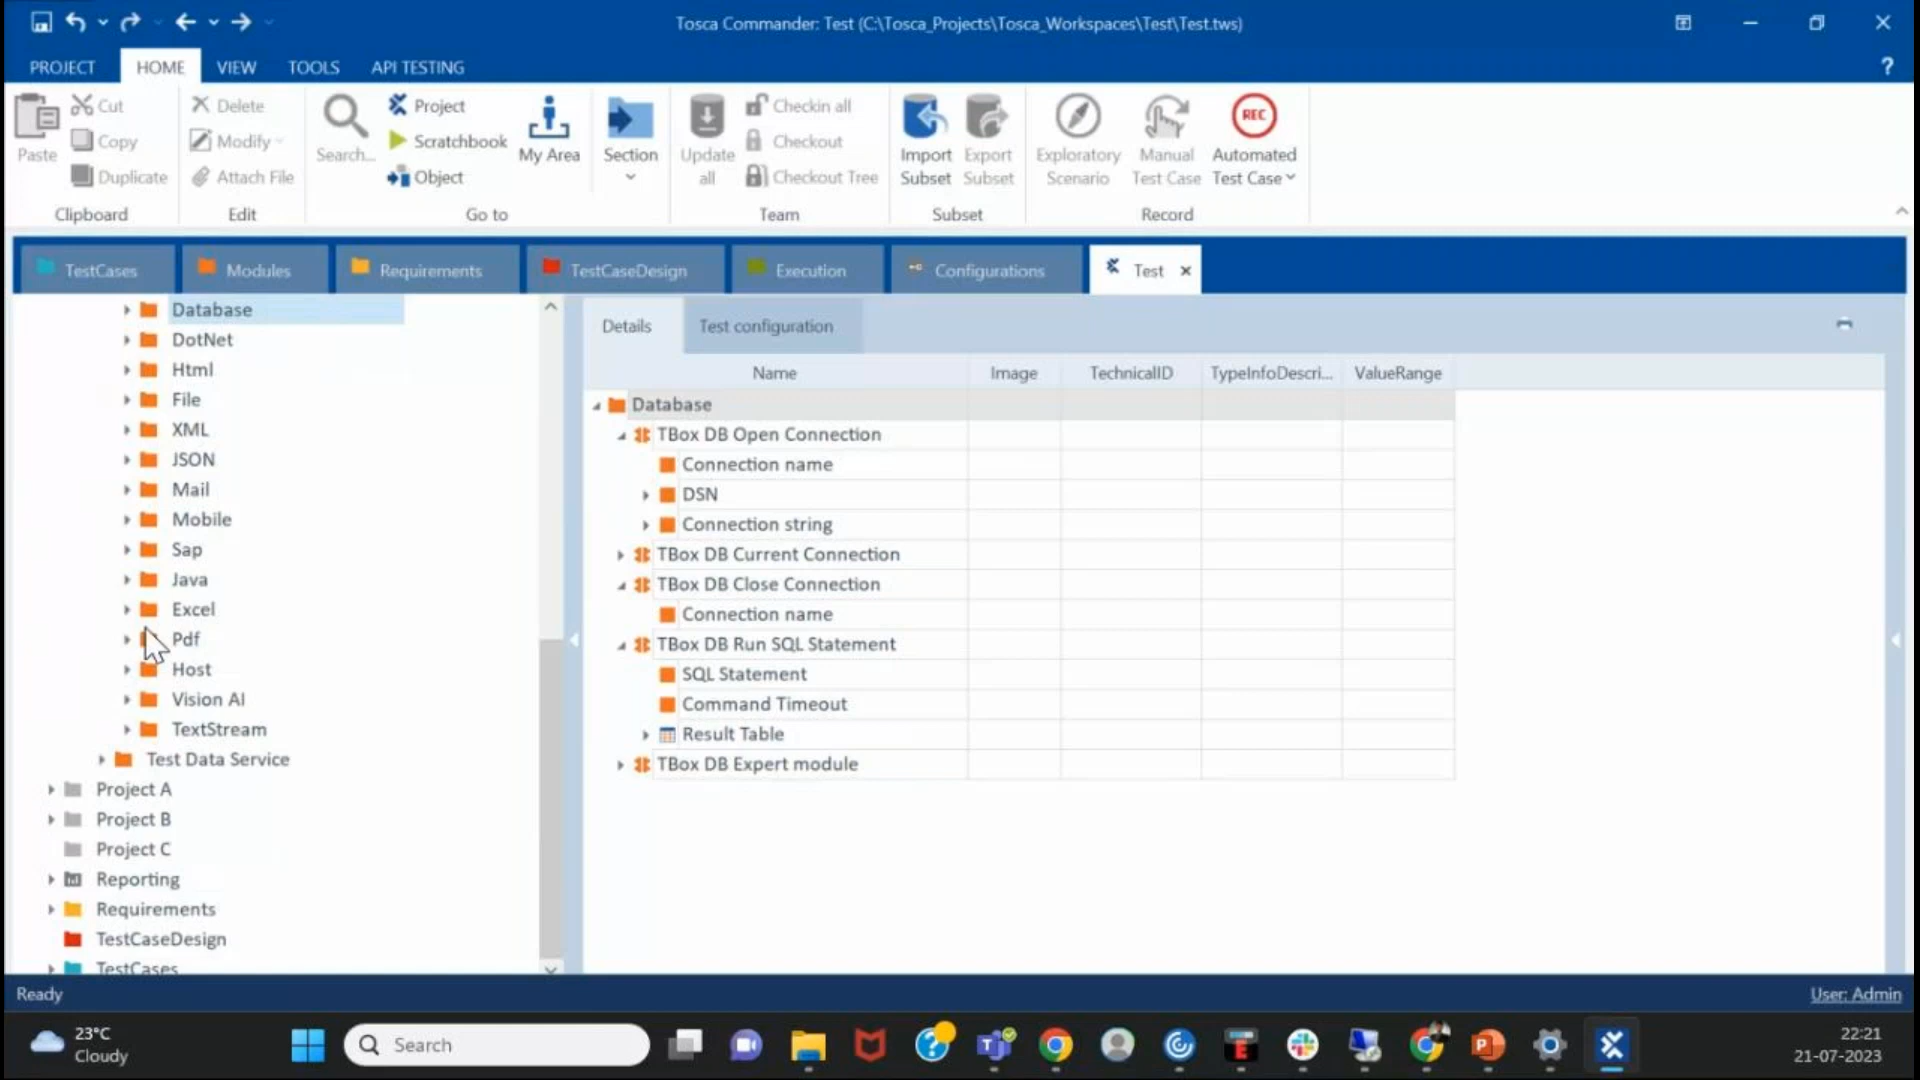 Tosca Commander: Test (C:\Tosca_Projects\Tosca_Workspaces\Test\Test.tws)
PROJECT HOME VIEW TOOLS API TESTING ?
Paste
Cut
Copy
Duplicate
Clipboard
Delete
Modify
Attach File
Edit
Search...
Project
Scratchbook
Object
My Area
Go to
Section
Update all
Checkin all
Checkout
Checkout Tree
Team
Import Subset
Export Subset
Subset
Exploratory Scenario
Manual Test Case
REC
Automated Test Case
Record
TestCases Modules Requirements TestCaseDesign Execution Configurations Test
Database
DotNet
Html
File
XML
JSON
Mail
Mobile
Sap
Java
Excel
Pdf
Host
Vision AI
TextStream
Test Data Service
Project A
Project B
Project C
Reporting
Requirements
TestCaseDesign
TestCases
Details Test configuration
Name Image TechnicalID TypeInfoDescri... ValueRange
Database
TBox DB Open Connection
Connection name
DSN
Connection string
TBox DB Current Connection
TBox DB Close Connection
Connection name
TBox DB Run SQL Statement
SQL Statement
Command Timeout
Result Table
TBox DB Expert module
Ready User: Admin
23°C
Cloudy
Search
22:21
21-07-2023